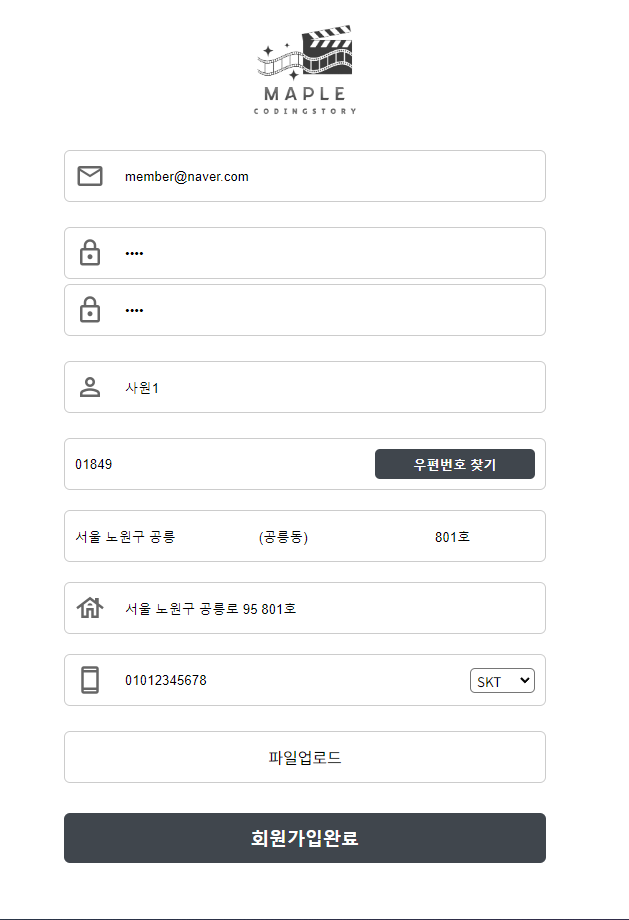 MAPLE
CODINGSTORY
member@naver.com
••••
••••
사원1
01849 우편번호 찾기
서울 노원구 공릉 (공릉동) 801호
서울 노원구 공릉로 95 801호
01012345678 SKT
파일업로드
회원가입완료